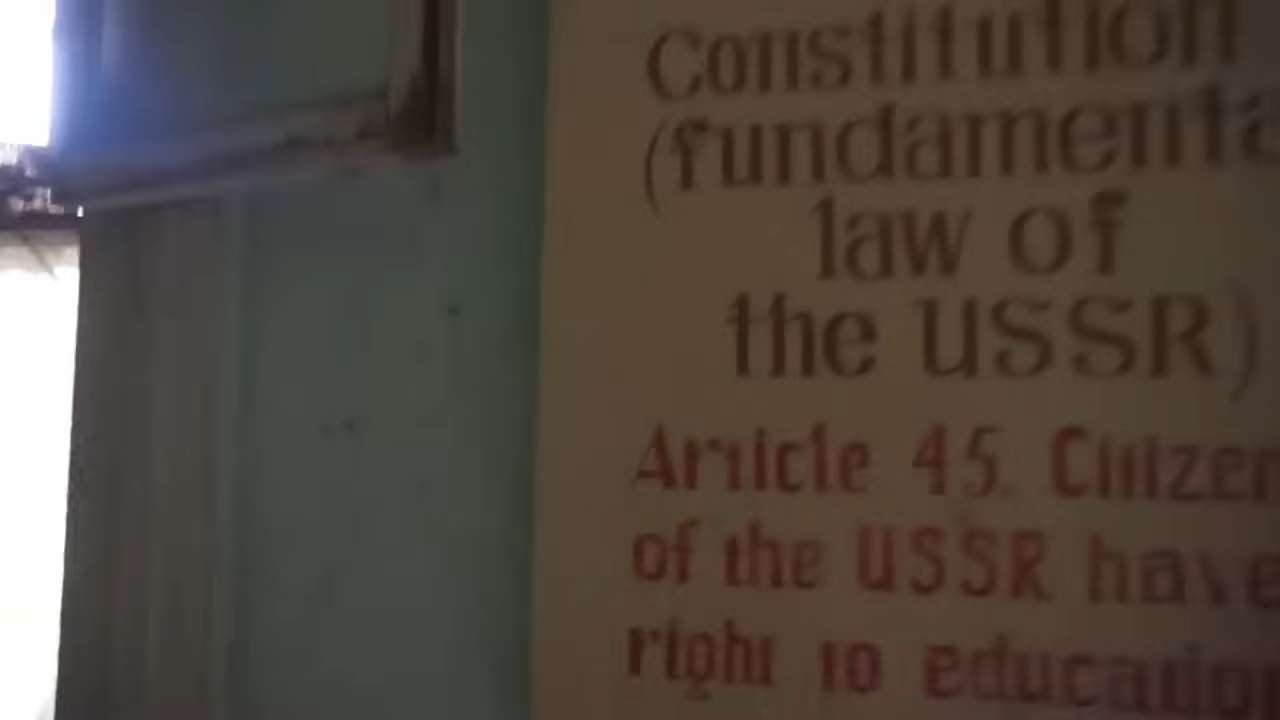 Constitution
(fundamenta
law of
the USSR)
Article 45. Citizen
of the USSR have
right to education